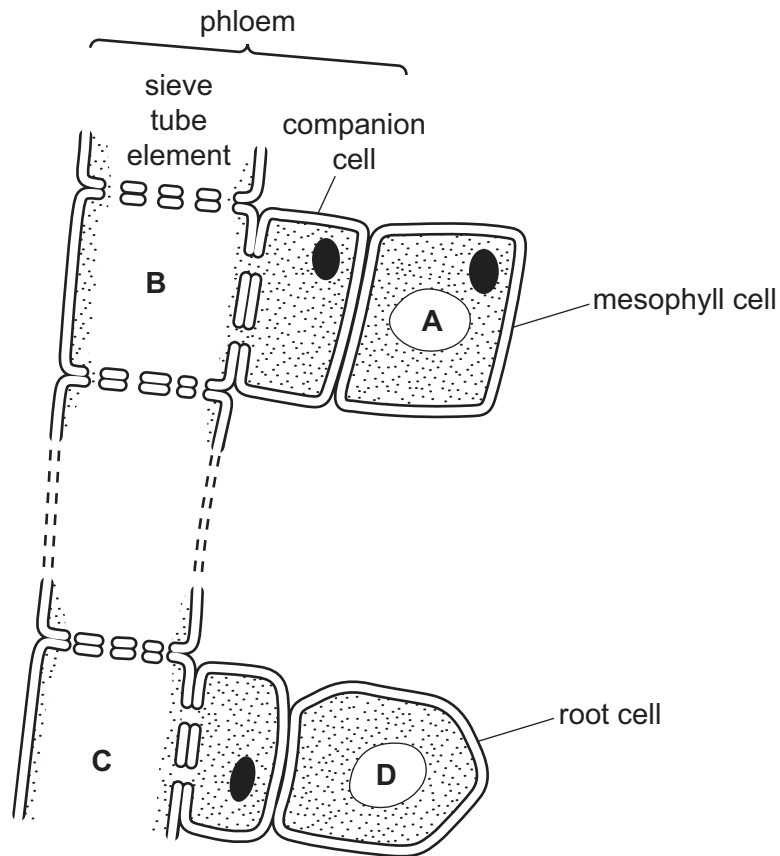 phloem
sieve
tube
element
companion
cell
B
A
mesophyll cell
root cell
C
D